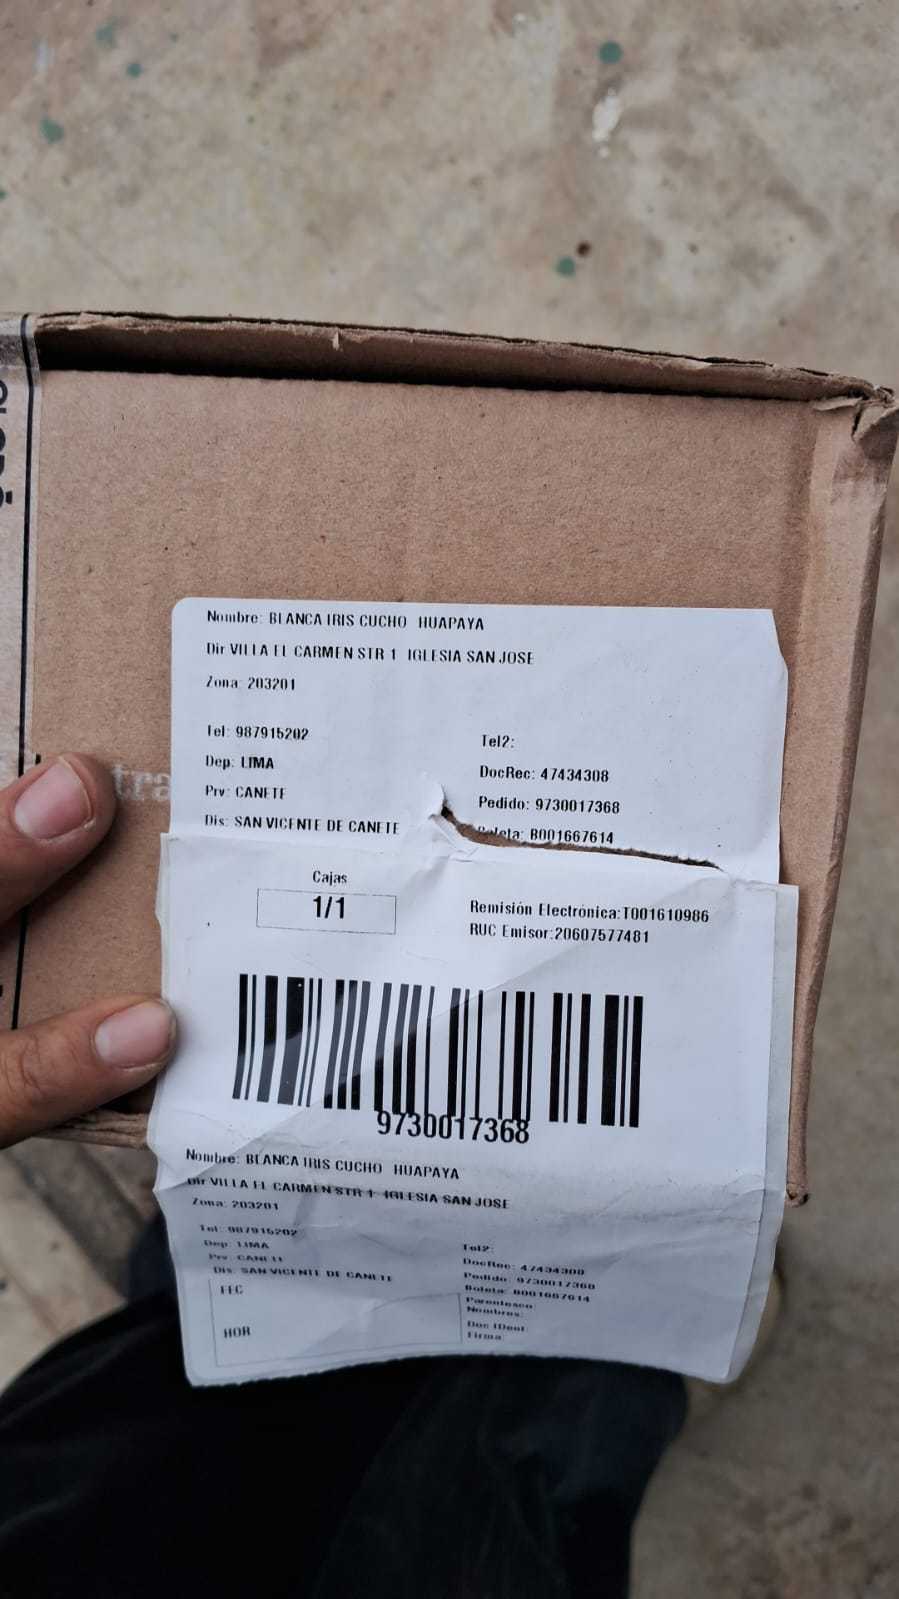 Nombre: BLANCA IRIS CUCHO HUAPAYA
Dir VILLA EL CARMEN STR 1 IGLESIA SAN JOSE
Zona: 203201
Tel: 987915202
Tel2:
Dep: LIMA
DocRec: 47434308
Prv: CANETE
Pedido: 9730017368
Dis: SAN VICENTE DE CANETE
Boleta: B001667614
Cajas
1/1
Remisión Electrónica:T001610986
RUC Emisor:20607577481
9730017368
Nombre: BLANCA IRIS CUCHO HUAPAYA
Dir VILLA EL CARMEN STR 1 IGLESIA SAN JOSE
Zona: 203201
Tel: 987915202
Tel2:
Dep: LIMA
DocRec: 47434308
Prv: CANETE
Pedido: 9730017368
Dis: SAN VICENTE DE CANETE
Boleta: B001667614
Parentesco:
Nombres:
FEC
Doc IDent:
HOR
Firma: